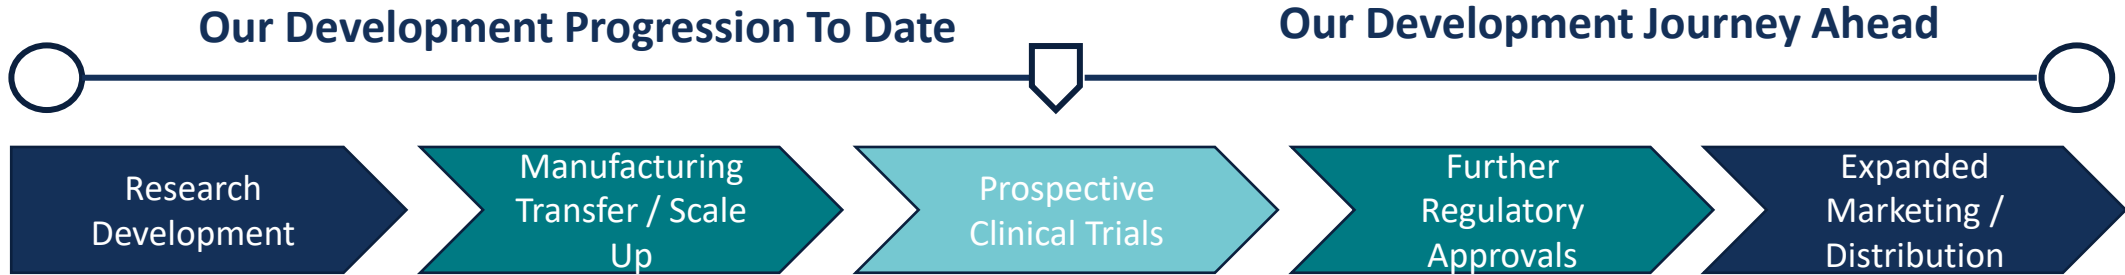 Our Development Progression To Date
Our Development Journey Ahead
Research
Development
Manufacturing
Transfer / Scale
Up
Prospective
Clinical Trials
Further
Regulatory
Approvals
Expanded
Marketing /
Distribution